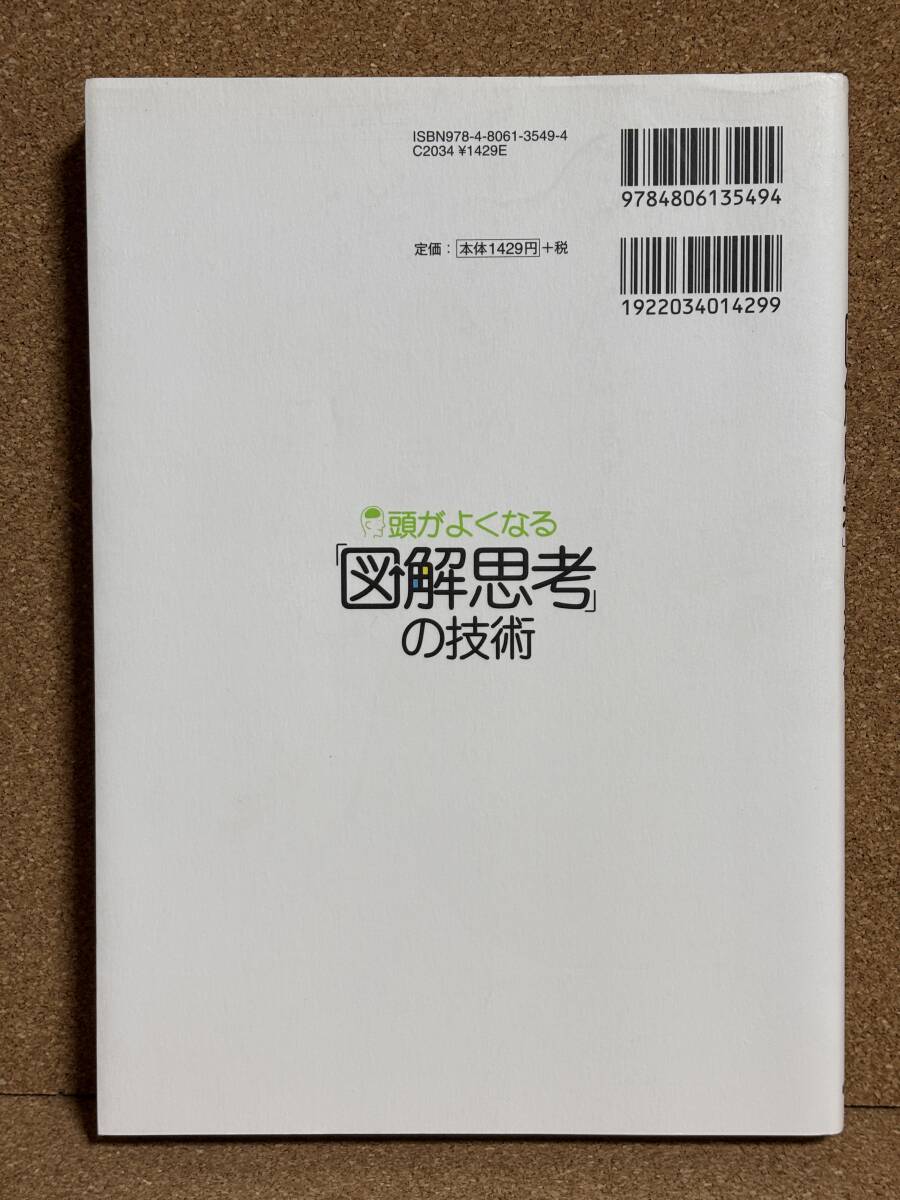 ISBN978-4-8061-3549-4
C2034 ¥1429E
9784806135494
定価：本体1429円+税
1922034014299
頭がよくなる
「図解思考」
の技術